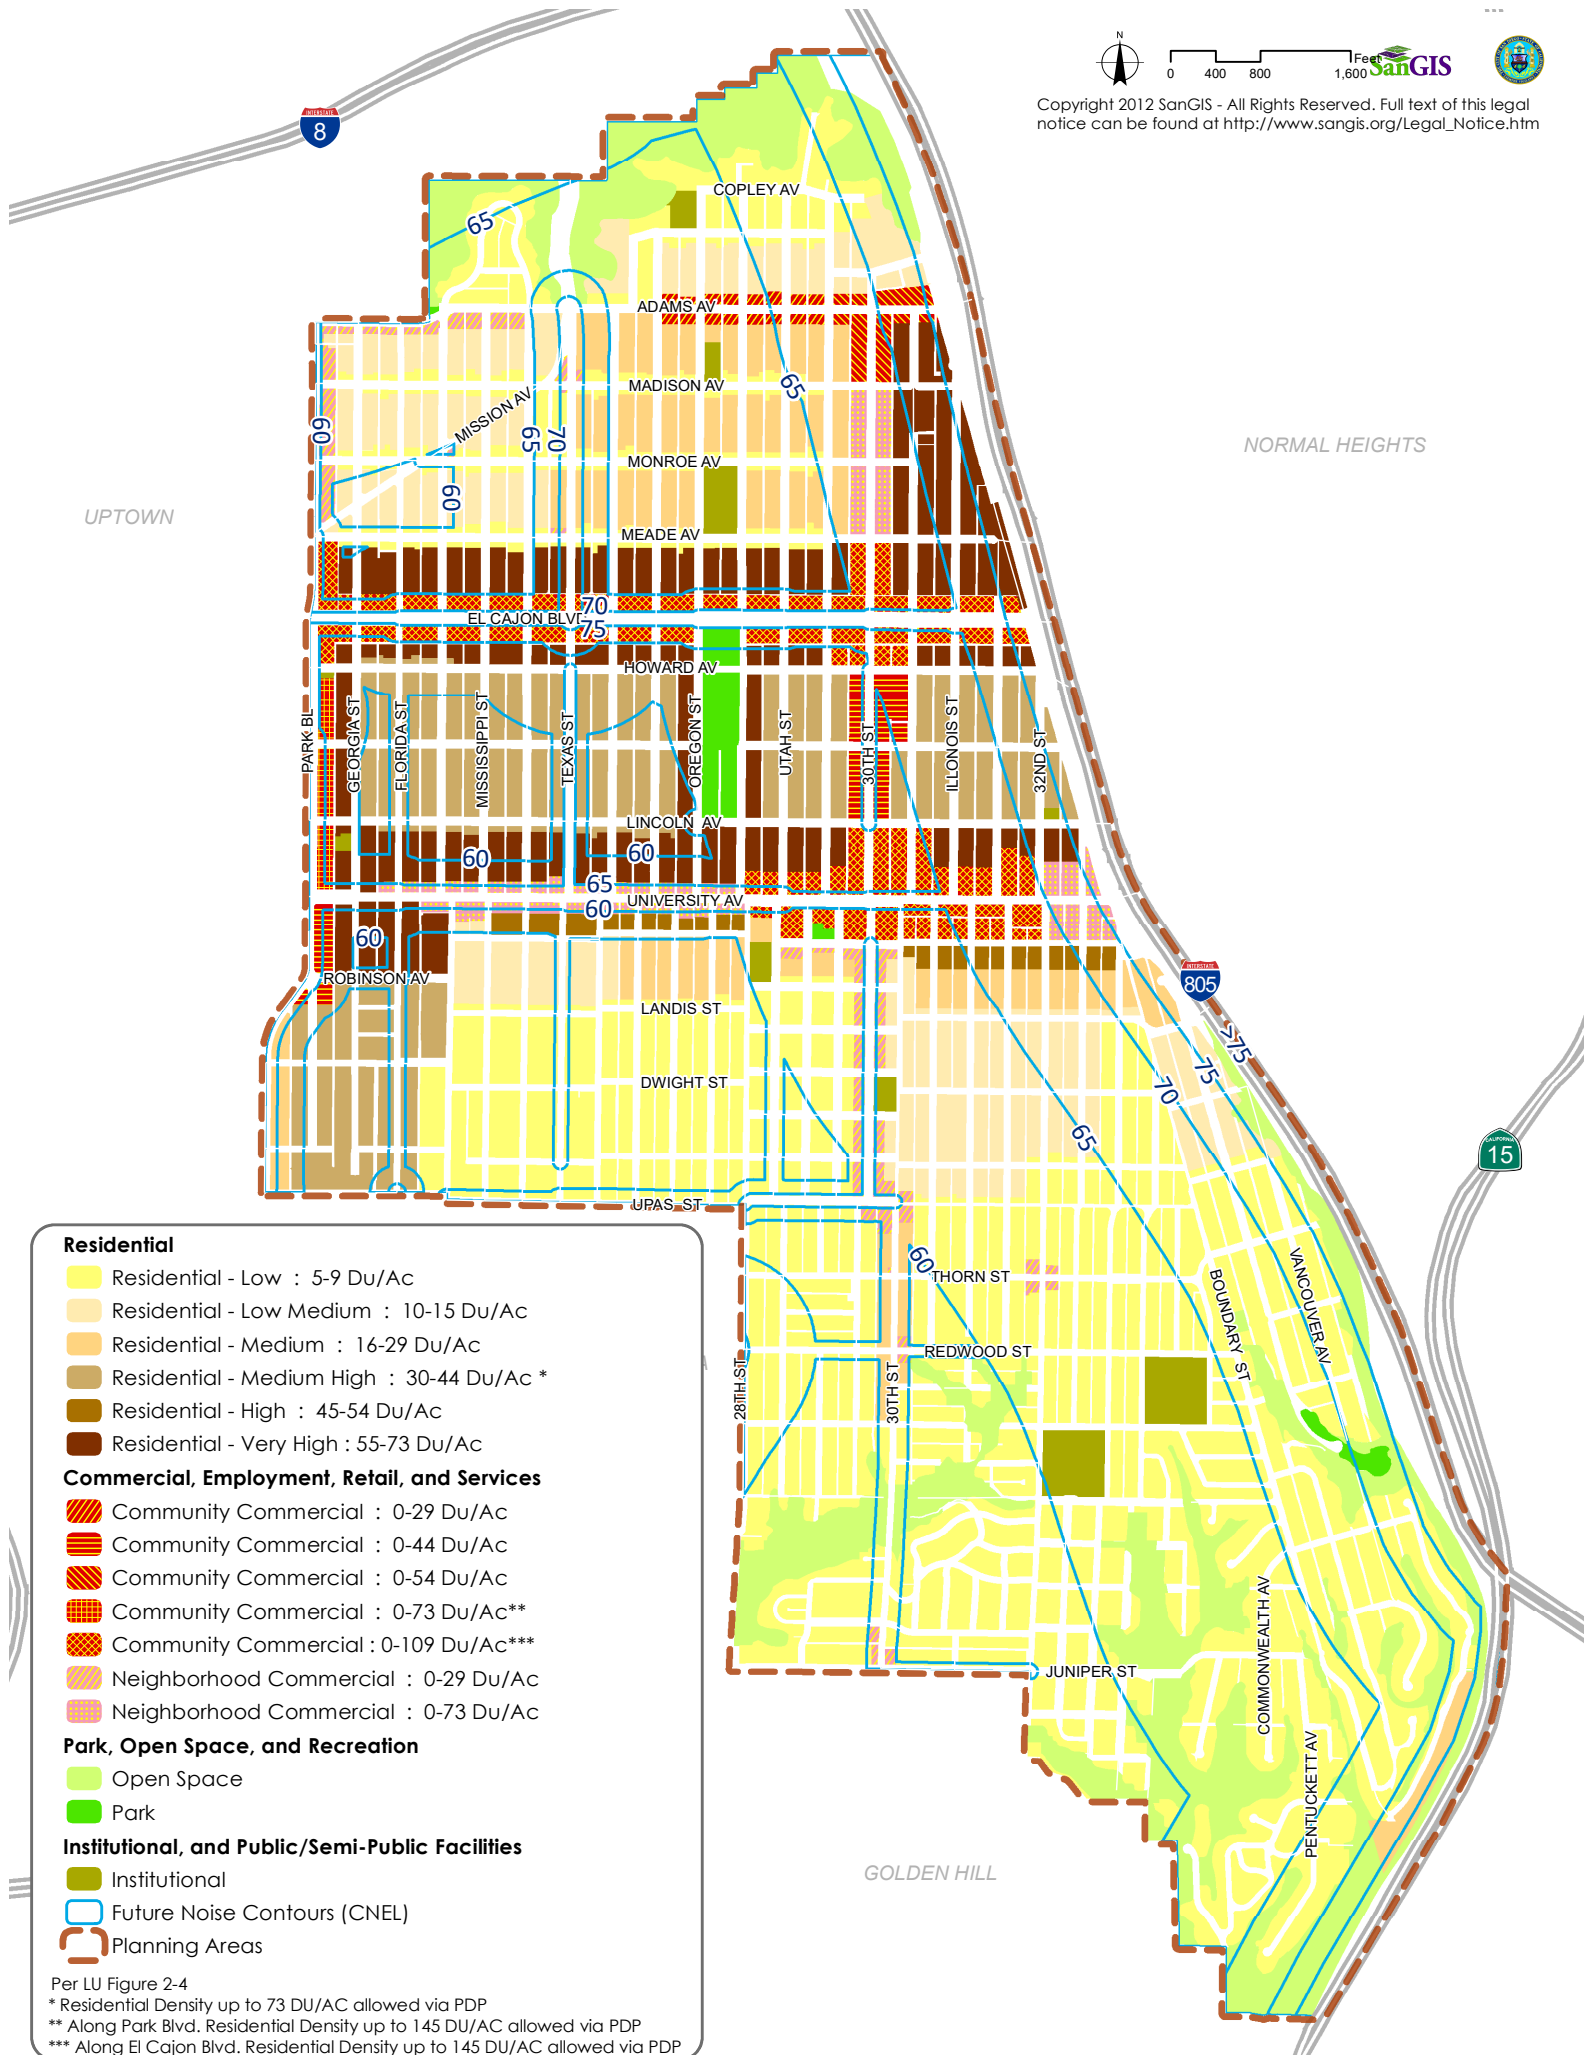 N
0 400 800 1,600
Feet
SanGIS
Copyright 2012 SanGIS - All Rights Reserved. Full text of this legal
notice can be found at http://www.sangis.org/Legal_Notice.htm
INTERSTATE
8
COPLEY AV
65
ADAMS AV
MADISON AV
65
MISSION AV
60
65
70
MONROE AV
NORMAL HEIGHTS
60
UPTOWN
MEADE AV
70
EL CAJON BLVD
75
HOWARD AV
PARK BL
GEORGIA ST
FLORIDA ST
MISSISSIPPI ST
TEXAS ST
OREGON ST
UTAH ST
30TH ST
ILLONOIS ST
32ND ST
LINCOLN AV
60
60
65
UNIVERSITY AV
60
60
ROBINSON AV
INTERSTATE
805
LANDIS ST
>75
75
DWIGHT ST
70
65
CALIFORNIA
15
UPAS ST
60
THORN ST
BOUNDARY ST
VANCOUVER AV
REDWOOD ST
28TH ST
30TH ST
COMMONWEALTH AV
JUNIPER ST
PENTUCKETT AV
GOLDEN HILL
Residential
Residential - Low : 5-9 Du/Ac
Residential - Low Medium : 10-15 Du/Ac
Residential - Medium : 16-29 Du/Ac
Residential - Medium High : 30-44 Du/Ac *
Residential - High : 45-54 Du/Ac
Residential - Very High : 55-73 Du/Ac
Commercial, Employment, Retail, and Services
Community Commercial : 0-29 Du/Ac
Community Commercial : 0-44 Du/Ac
Community Commercial : 0-54 Du/Ac
Community Commercial : 0-73 Du/Ac**
Community Commercial : 0-109 Du/Ac***
Neighborhood Commercial : 0-29 Du/Ac
Neighborhood Commercial : 0-73 Du/Ac
Park, Open Space, and Recreation
Open Space
Park
Institutional, and Public/Semi-Public Facilities
Institutional
Future Noise Contours (CNEL)
Planning Areas
Per LU Figure 2-4
* Residential Density up to 73 DU/AC allowed via PDP
** Along Park Blvd. Residential Density up to 145 DU/AC allowed via PDP
*** Along El Cajon Blvd. Residential Density up to 145 DU/AC allowed via PDP